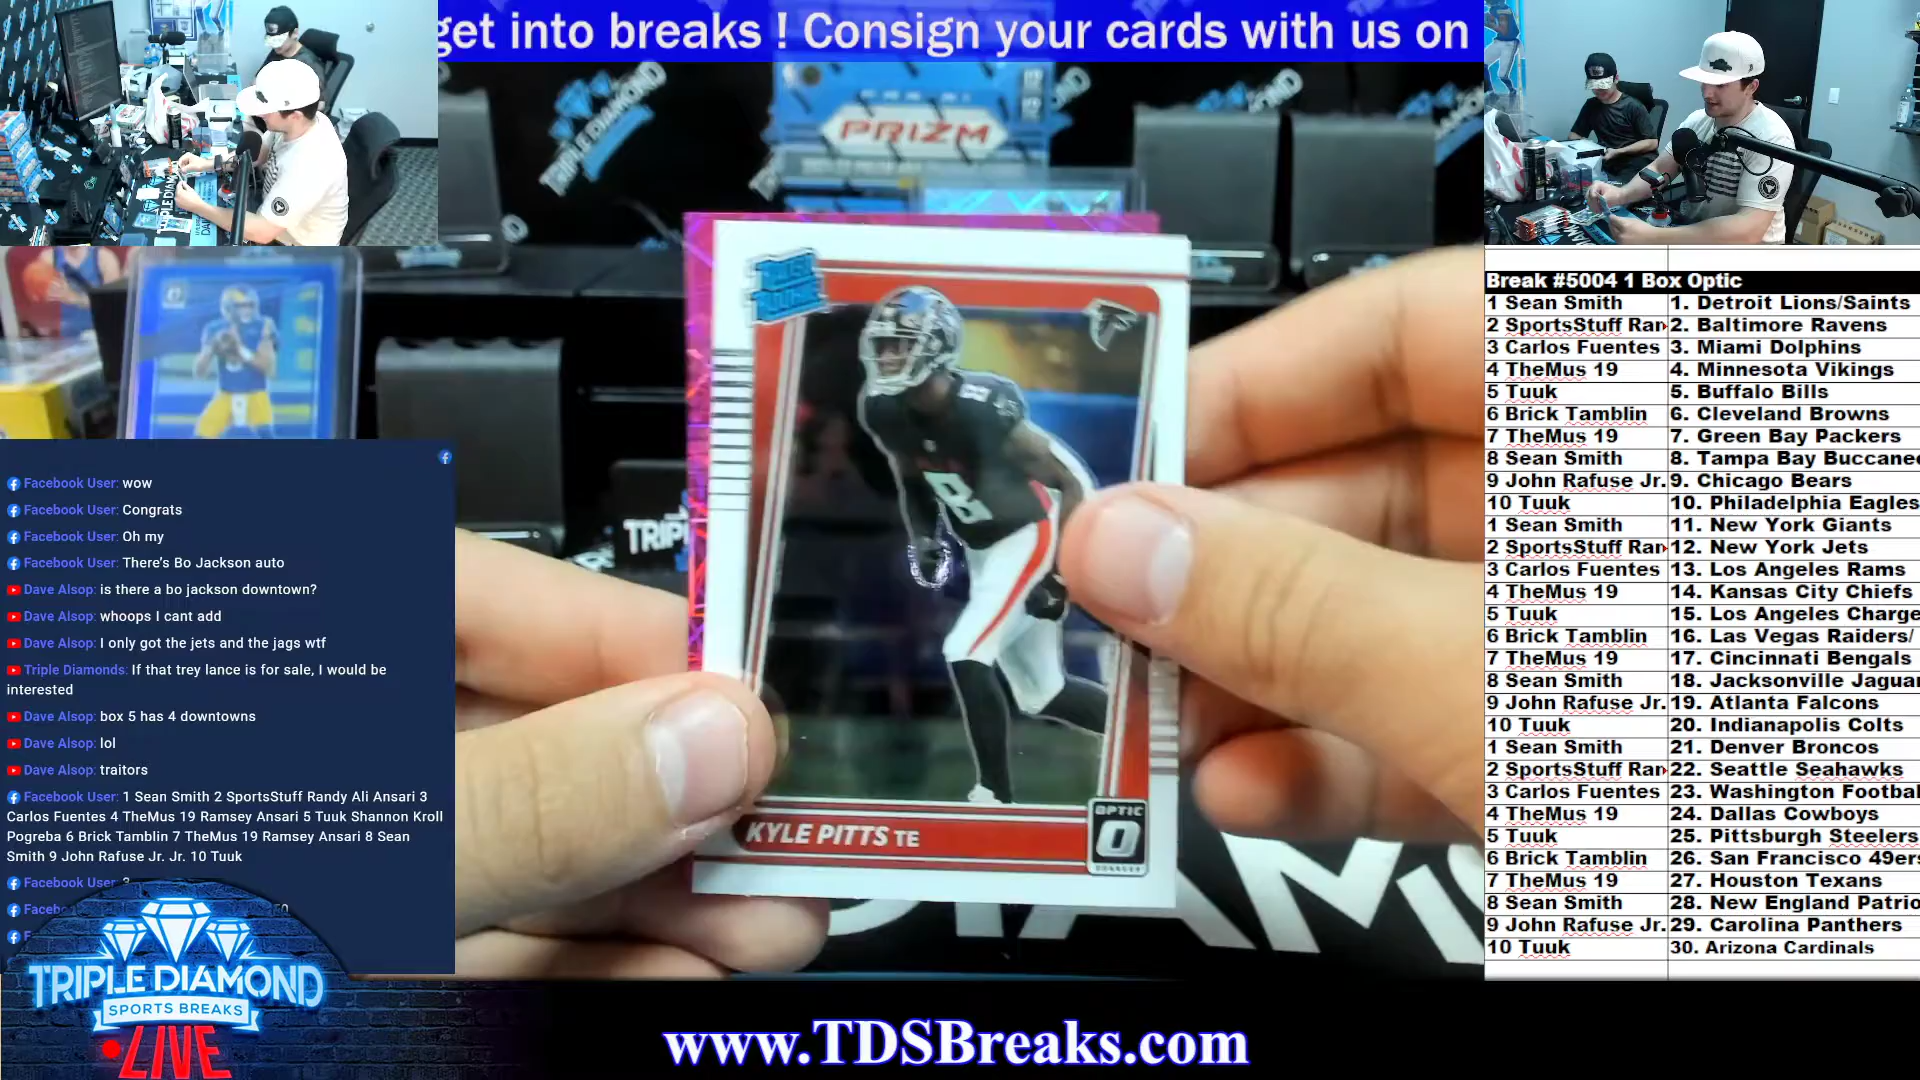 get into breaks ! Consign your cards with us on
TRIPLE DIAMOND
PRIZM
Break #5004 1 Box Optic
1 Sean Smith 1. Detroit Lions/Saints
2 SportsStuff Ran 2. Baltimore Ravens
3 Carlos Fuentes 3. Miami Dolphins
4 TheMus 19 4. Minnesota Vikings
5 Tuuk 5. Buffalo Bills
6 Brick Tamblin 6. Cleveland Browns
7 TheMus 19 7. Green Bay Packers
8 Sean Smith 8. Tampa Bay Buccanee
9 John Rafuse Jr. 9. Chicago Bears
10 Tuuk 10. Philadelphia Eagles
1 Sean Smith 11. New York Giants
2 SportsStuff Ran 12. New York Jets
3 Carlos Fuentes 13. Los Angeles Rams
4 TheMus 19 14. Kansas City Chiefs
5 Tuuk 15. Los Angeles Charge
6 Brick Tamblin 16. Las Vegas Raiders/
7 TheMus 19 17. Cincinnati Bengals
8 Sean Smith 18. Jacksonville Jaguar
9 John Rafuse Jr. 19. Atlanta Falcons
10 Tuuk 20. Indianapolis Colts
1 Sean Smith 21. Denver Broncos
2 SportsStuff Ran 22. Seattle Seahawks
3 Carlos Fuentes 23. Washington Footbal
4 TheMus 19 24. Dallas Cowboys
5 Tuuk 25. Pittsburgh Steelers
6 Brick Tamblin 26. San Francisco 49ers
7 TheMus 19 27. Houston Texans
8 Sean Smith 28. New England Patrio
9 John Rafuse Jr. 29. Carolina Panthers
10 Tuuk 30. Arizona Cardinals
RATED ROOKIE
8
KYLE PITTS TE
OPTIC
DONRUSS
TRIPL
DIAM
Facebook User: wow
Facebook User: Congrats
Facebook User: Oh my
Facebook User: There's Bo Jackson auto
Dave Alsop: is there a bo jackson downtown?
Dave Alsop: whoops I cant add
Dave Alsop: I only got the jets and the jags wtf
Triple Diamonds: If that trey lance is for sale, I would be
interested
Dave Alsop: box 5 has 4 downtowns
Dave Alsop: lol
Dave Alsop: traitors
Facebook User: 1 Sean Smith 2 SportsStuff Randy Ali Ansari 3
Carlos Fuentes 4 TheMus 19 Ramsey Ansari 5 Tuuk Shannon Kroll
Pogreba 6 Brick Tamblin 7 TheMus 19 Ramsey Ansari 8 Sean
Smith 9 John Rafuse Jr. Jr. 10 Tuuk
Facebook User: 3
Facebo
F
TRIPLE DIAMOND
SPORTS BREAKS
LIVE
www.TDSBreaks.com